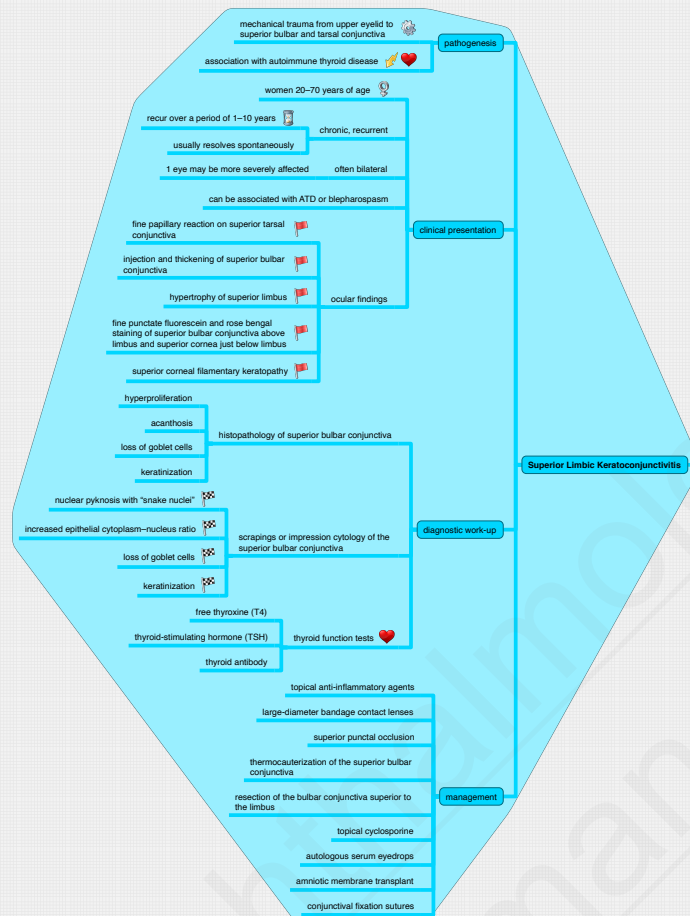 mechanical trauma from upper eyelid to
superior bulbar and tarsal conjunctiva
association with autoimmune thyroid disease
pathogenesis
women 20–70 years of age
recur over a period of 1–10 years
usually resolves spontaneously
chronic, recurrent
1 eye may be more severely affected
often bilateral
can be associated with ATD or blepharospasm
clinical presentation
fine papillary reaction on superior tarsal
conjunctiva
injection and thickening of superior bulbar
conjunctiva
hypertrophy of superior limbus
ocular findings
fine punctate fluorescein and rose bengal
staining of superior bulbar conjunctiva above
limbus and superior cornea just below limbus
superior corneal filamentary keratopathy
hyperproliferation
acanthosis
loss of goblet cells
keratinization
histopathology of superior bulbar conjunctiva
Superior Limbic Keratoconjunctivitis
nuclear pyknosis with “snake nuclei”
increased epithelial cytoplasm–nucleus ratio
loss of goblet cells
keratinization
scrapings or impression cytology of the
superior bulbar conjunctiva
diagnostic work-up
free thyroxine (T4)
thyroid-stimulating hormone (TSH)
thyroid antibody
thyroid function tests
topical anti-inflammatory agents
large-diameter bandage contact lenses
superior punctal occlusion
thermocauterization of the superior bulbar
conjunctiva
resection of the bulbar conjunctiva superior to
the limbus
management
topical cyclosporine
autologous serum eyedrops
amniotic membrane transplant
conjunctival fixation sutures